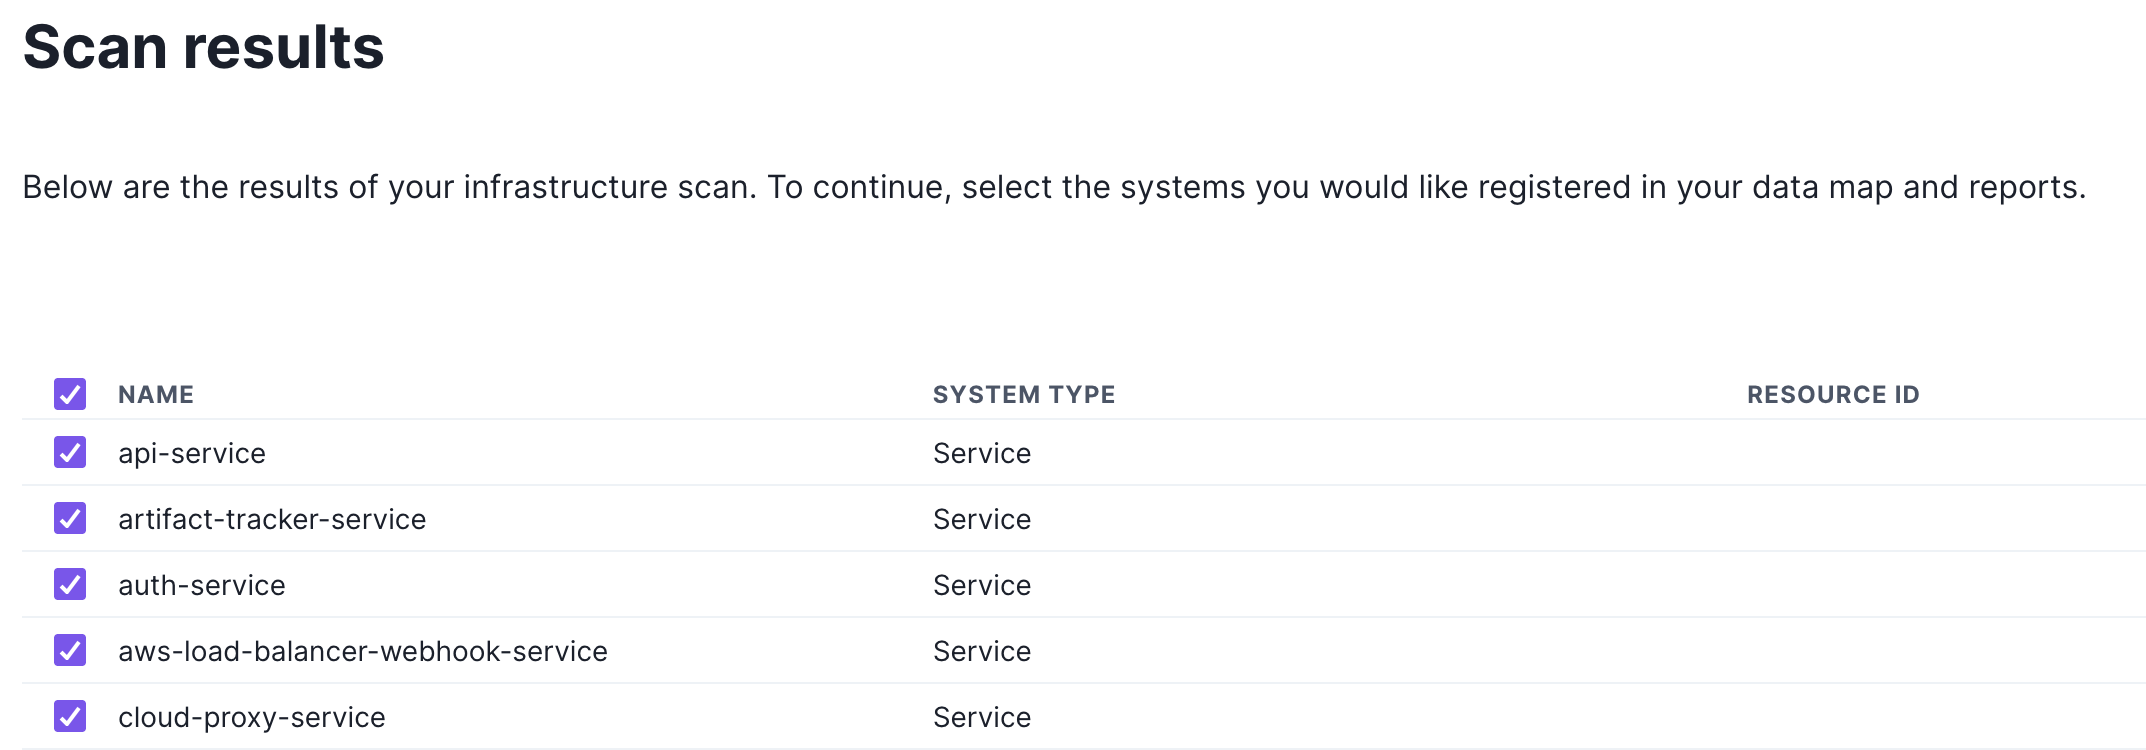 Scan results
Below are the results of your infrastructure scan. To continue, select the systems you would like registered in your data map and reports.
NAME SYSTEM TYPE RESOURCE ID
api-service Service
artifact-tracker-service Service
auth-service Service
aws-load-balancer-webhook-service Service
cloud-proxy-service Service